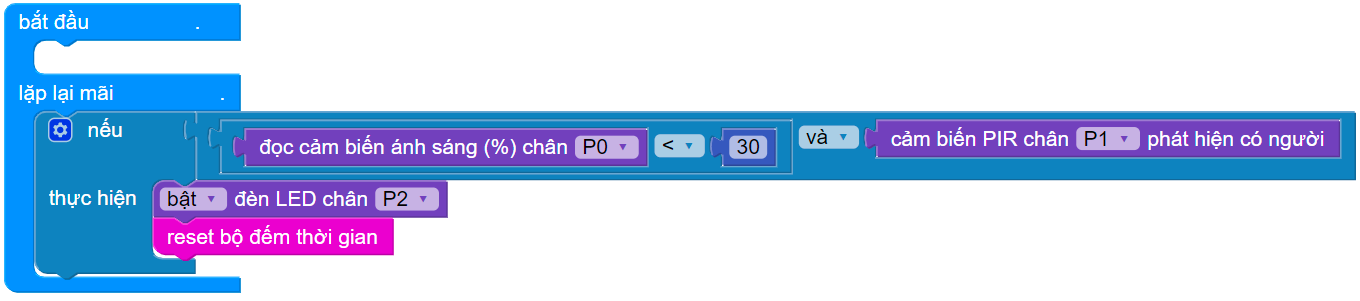 bắt đầu .
lặp lại mãi .
nếu đọc cảm biến ánh sáng (%) chân P0 < 30 và cảm biến PIR chân P1 phát hiện có người
thực hiện bật đèn LED chân P2
reset bộ đếm thời gian